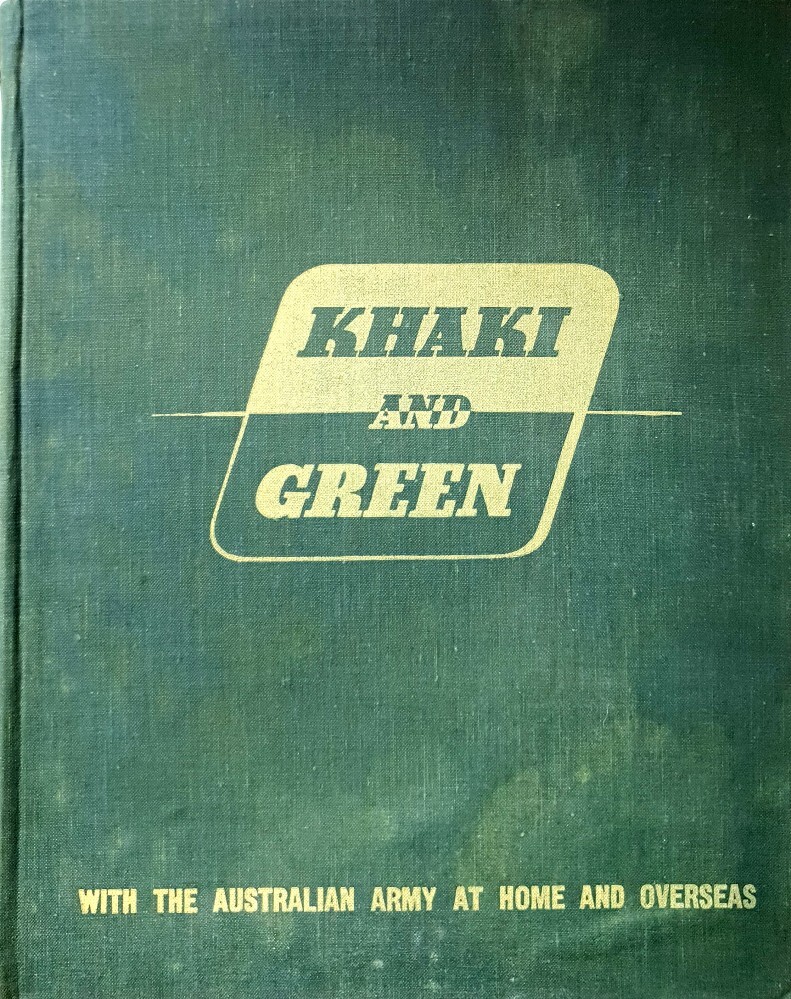 KHAKI
AND
GREEN
WITH THE AUSTRALIAN ARMY AT HOME AND OVERSEAS